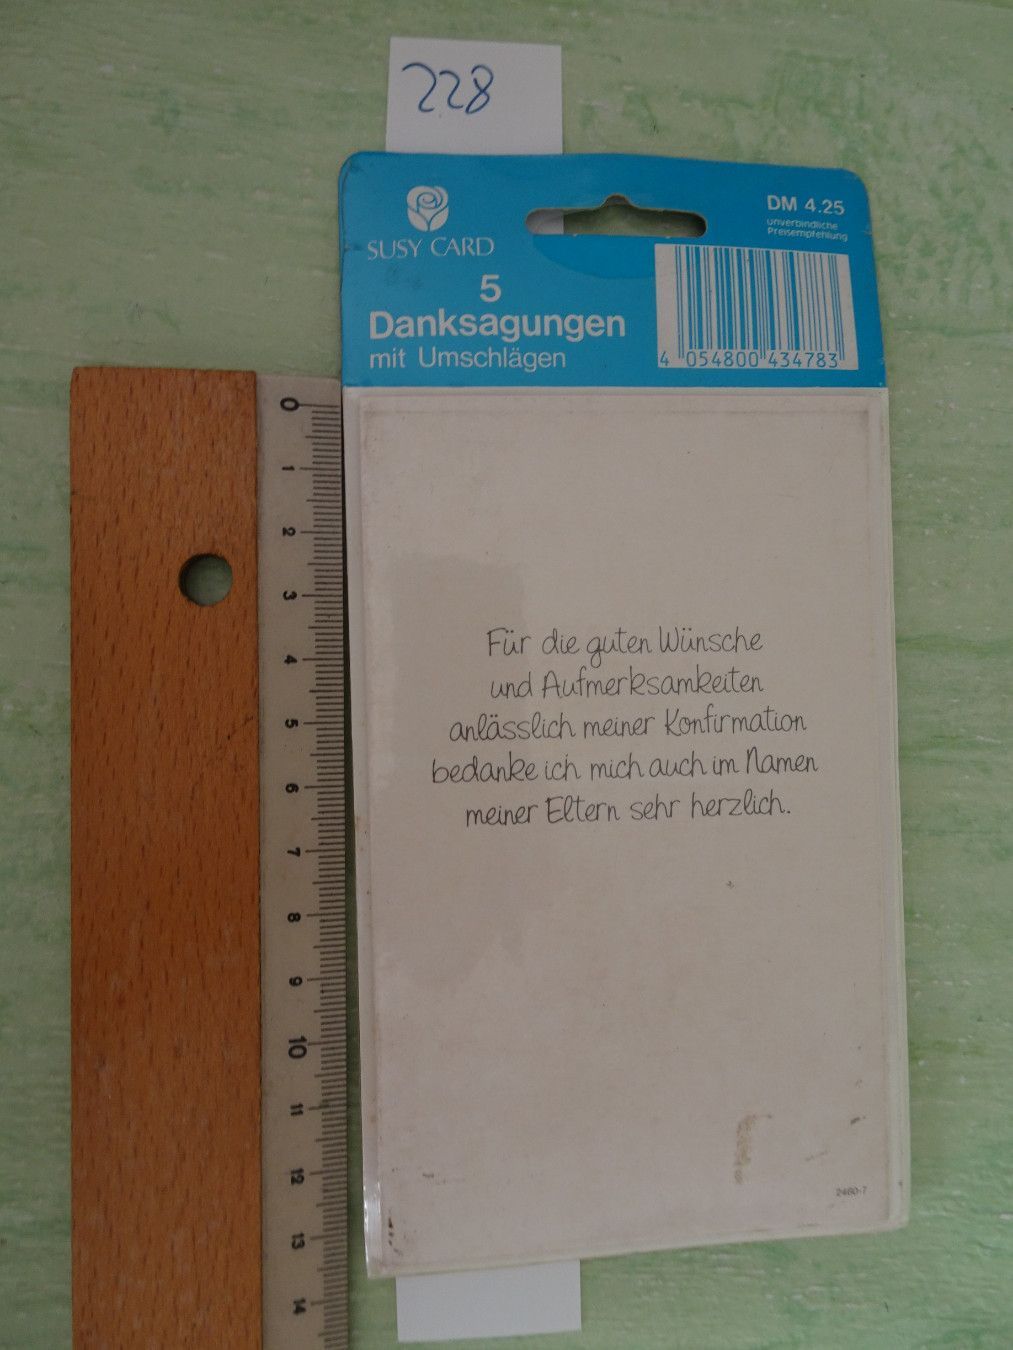 228
SUSY CARD
DM 4.25
unverbindliche
Preisempfehlung
5
Danksagungen
mit Umschlägen
4 054800 434783
0
1
2
3
4
5
6
7
8
9
10
11
12
13
14
Für die guten Wünsche
und Aufmerksamkeiten
anlässlich meiner Konfirmation
bedanke ich mich auch im Namen
meiner Eltern sehr herzlich.
2460-7